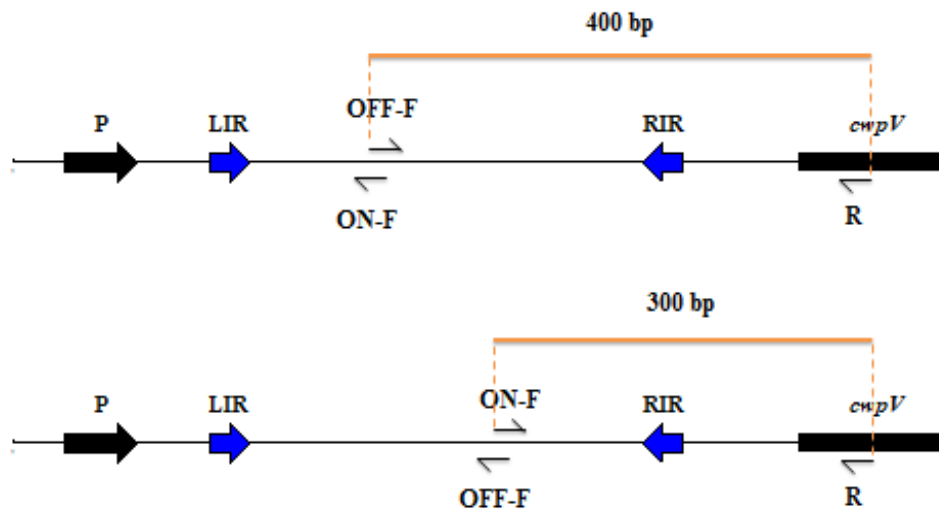 400 bp
OFF-F
P LIR RIR cwpV
ON-F R
300 bp
ON-F
P LIR RIR cwpV
OFF-F R